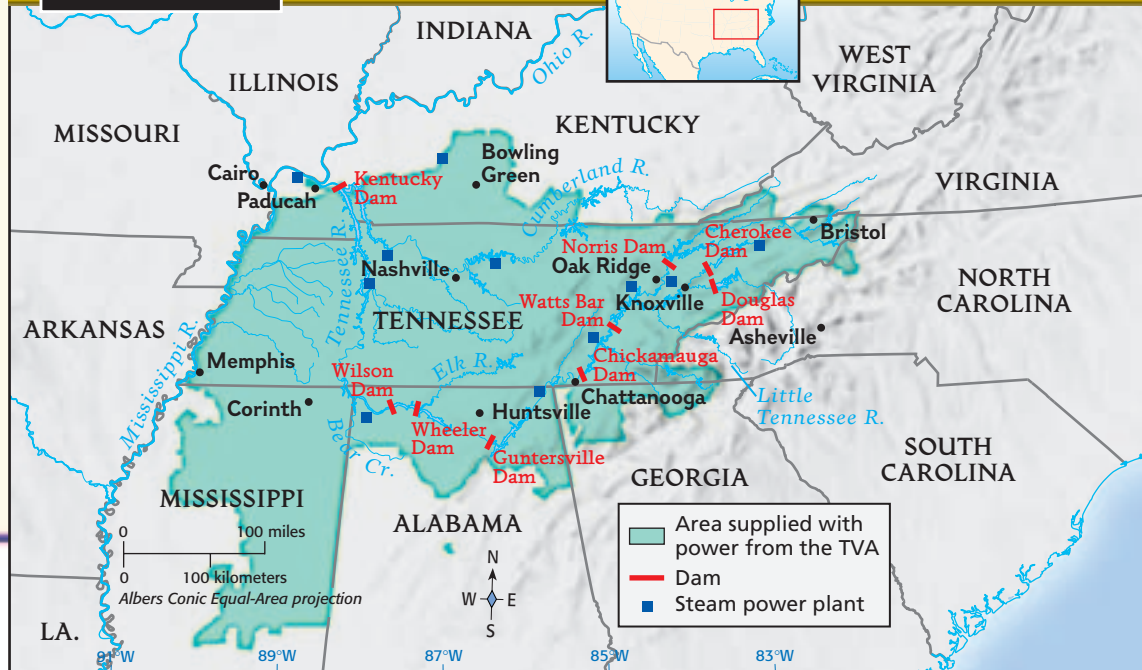 INDIANA
Ohio R.
WEST
VIRGINIA
ILLINOIS
MISSOURI
KENTUCKY
Bowling
Green
Cairo
Paducah
Kentucky
Dam
Cumberland R.
VIRGINIA
Bristol
Cherokee
Dam
Norris Dam
Oak Ridge
Nashville
Tennessee R.
Knoxville
Douglas
Dam
NORTH
CAROLINA
Watts Bar
Dam
TENNESSEE
ARKANSAS
Mississippi R.
Asheville
Memphis
Elk R.
Chickamauga
Dam
Wilson
Dam
Chattanooga
Little
Tennessee R.
Corinth
Huntsville
Wheeler
Dam
Bear Cr.
Guntersville
Dam
GEORGIA
SOUTH
CAROLINA
MISSISSIPPI
ALABAMA
0 100 miles
0 100 kilometers
Albers Conic Equal-Area projection
N
W E
S
Area supplied with
power from the TVA
Dam
Steam power plant
LA.
91°W 89°W 87°W 85°W 83°W